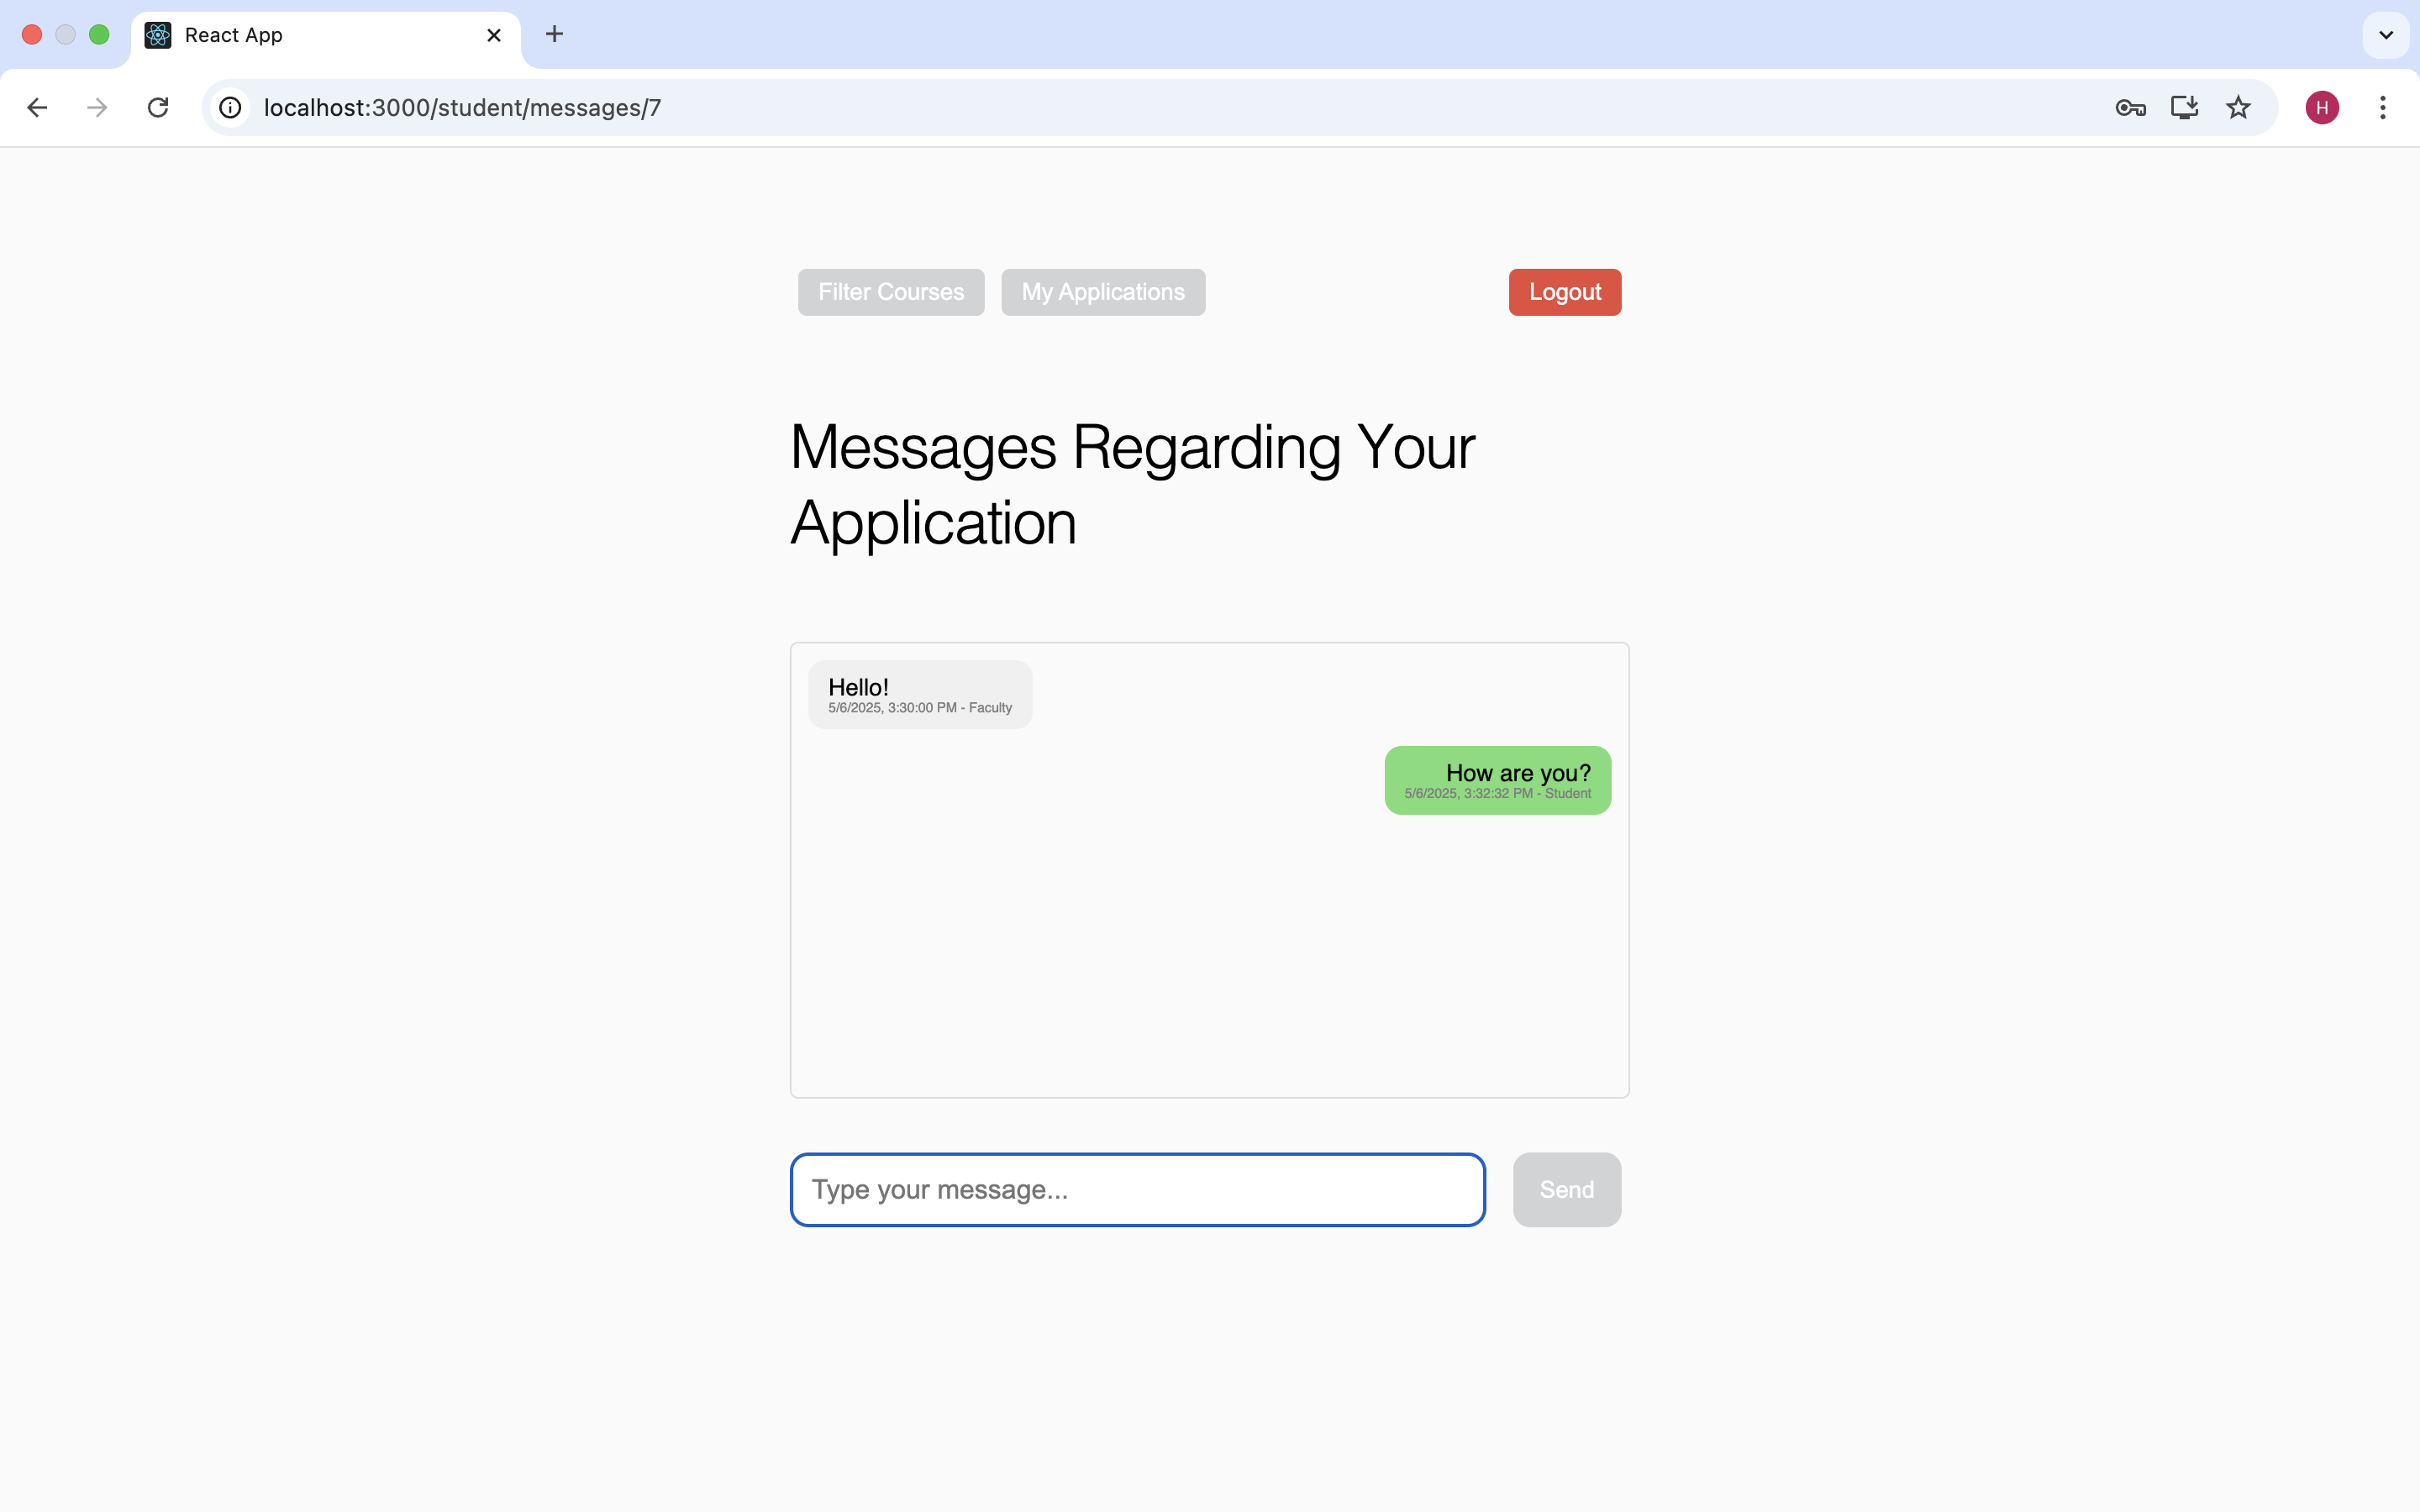 React App
localhost:3000/student/messages/7
H
Filter Courses My Applications Logout
Messages Regarding Your
Application
Hello!
5/6/2025, 3:30:00 PM - Faculty
How are you?
5/6/2025, 3:32:32 PM - Student
Type your message...
Send